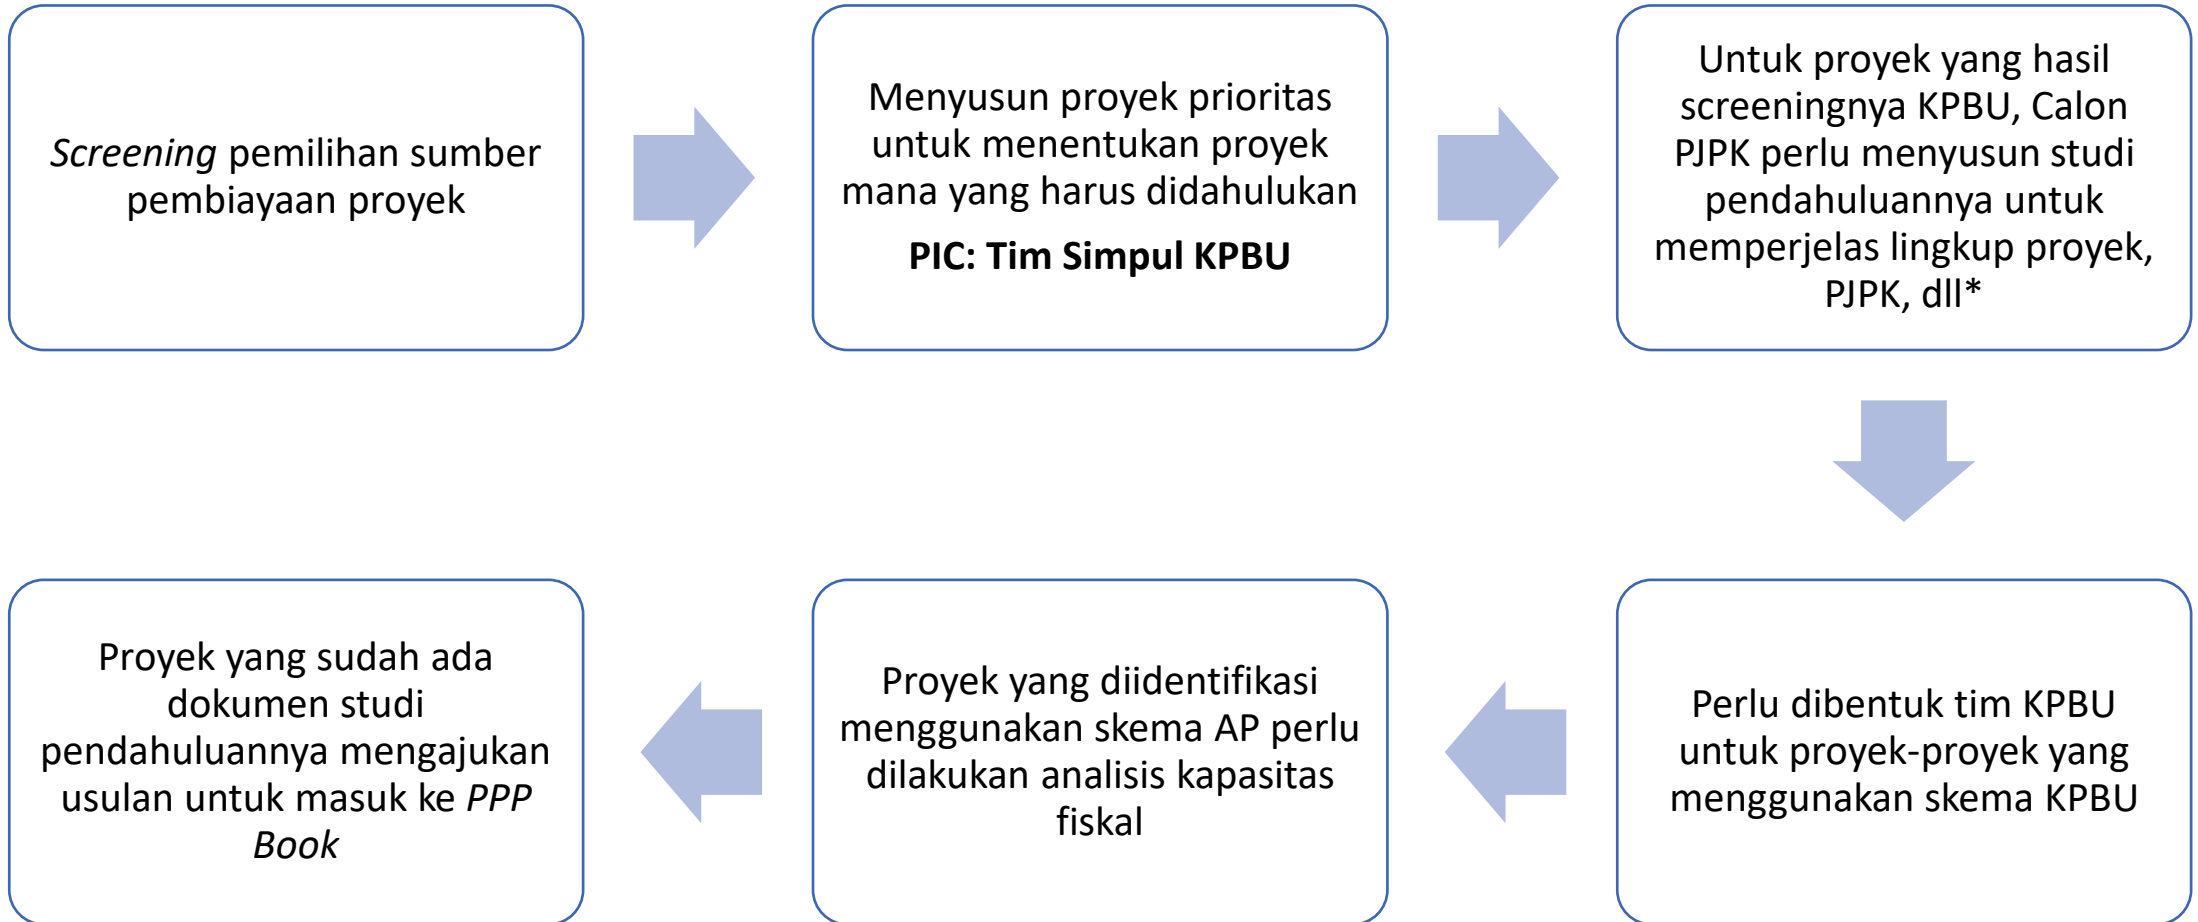 Screening pemilihan sumber
pembiayaan proyek
Menyusun proyek prioritas
untuk menentukan proyek
mana yang harus didahulukan
PIC: Tim Simpul KPBU
Untuk proyek yang hasil
screeningnya KPBU, Calon
PJPK perlu menyusun studi
pendahuluannya untuk
memperjelas lingkup proyek,
PJPK, dll*
Perlu dibentuk tim KPBU
untuk proyek-proyek yang
menggunakan skema KPBU
Proyek yang diidentifikasi
menggunakan skema AP perlu
dilakukan analisis kapasitas
fiskal
Proyek yang sudah ada
dokumen studi
pendahuluannya mengajukan
usulan untuk masuk ke PPP
Book